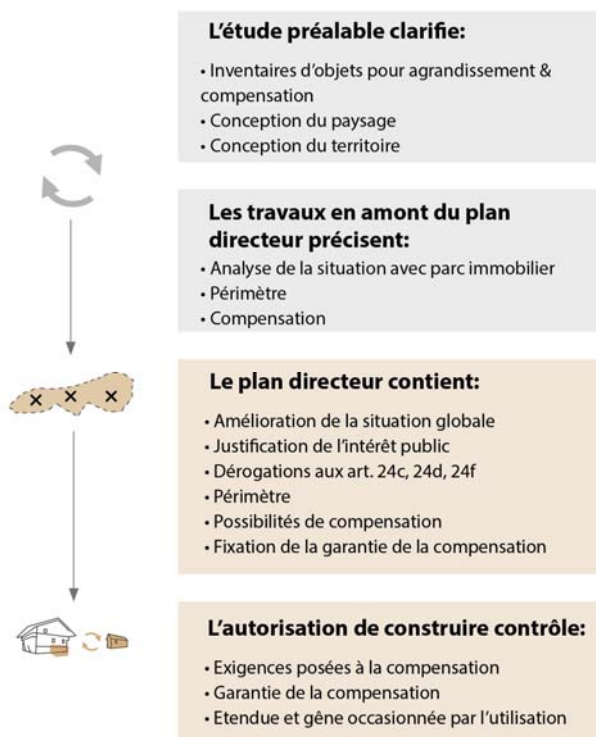 L'étude préalable clarifie:
• Inventaires d'objets pour agrandissement &
compensation
• Conception du paysage
• Conception du territoire
Les travaux en amont du plan
directeur précisent:
• Analyse de la situation avec parc immobilier
• Périmètre
• Compensation
Le plan directeur contient:
• Amélioration de la situation globale
• Justification de l'intérêt public
• Dérogations aux art. 24c, 24d, 24f
• Périmètre
• Possibilités de compensation
• Fixation de la garantie de la compensation
L'autorisation de construire contrôle:
• Exigences posées à la compensation
• Garantie de la compensation
• Etendue et gêne occasionnée par l'utilisation